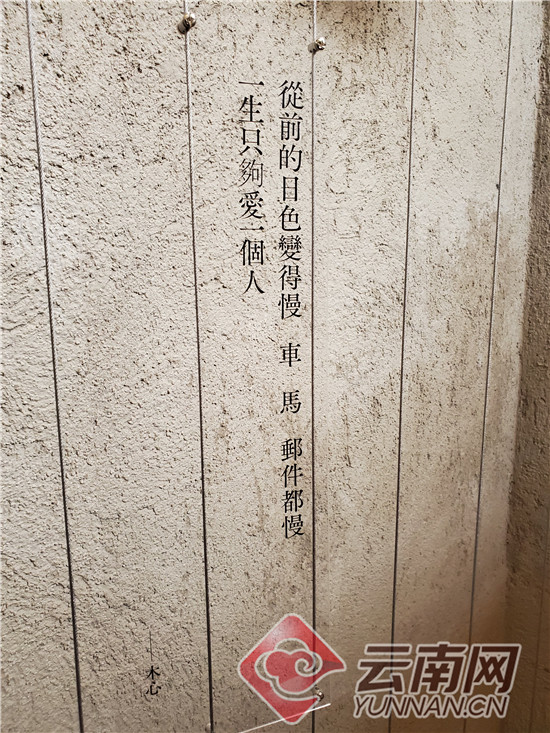 從前的日色變得慢 車 馬 郵件都慢
一生只夠愛一個人
——木心
云南网
YUNNAN.CN